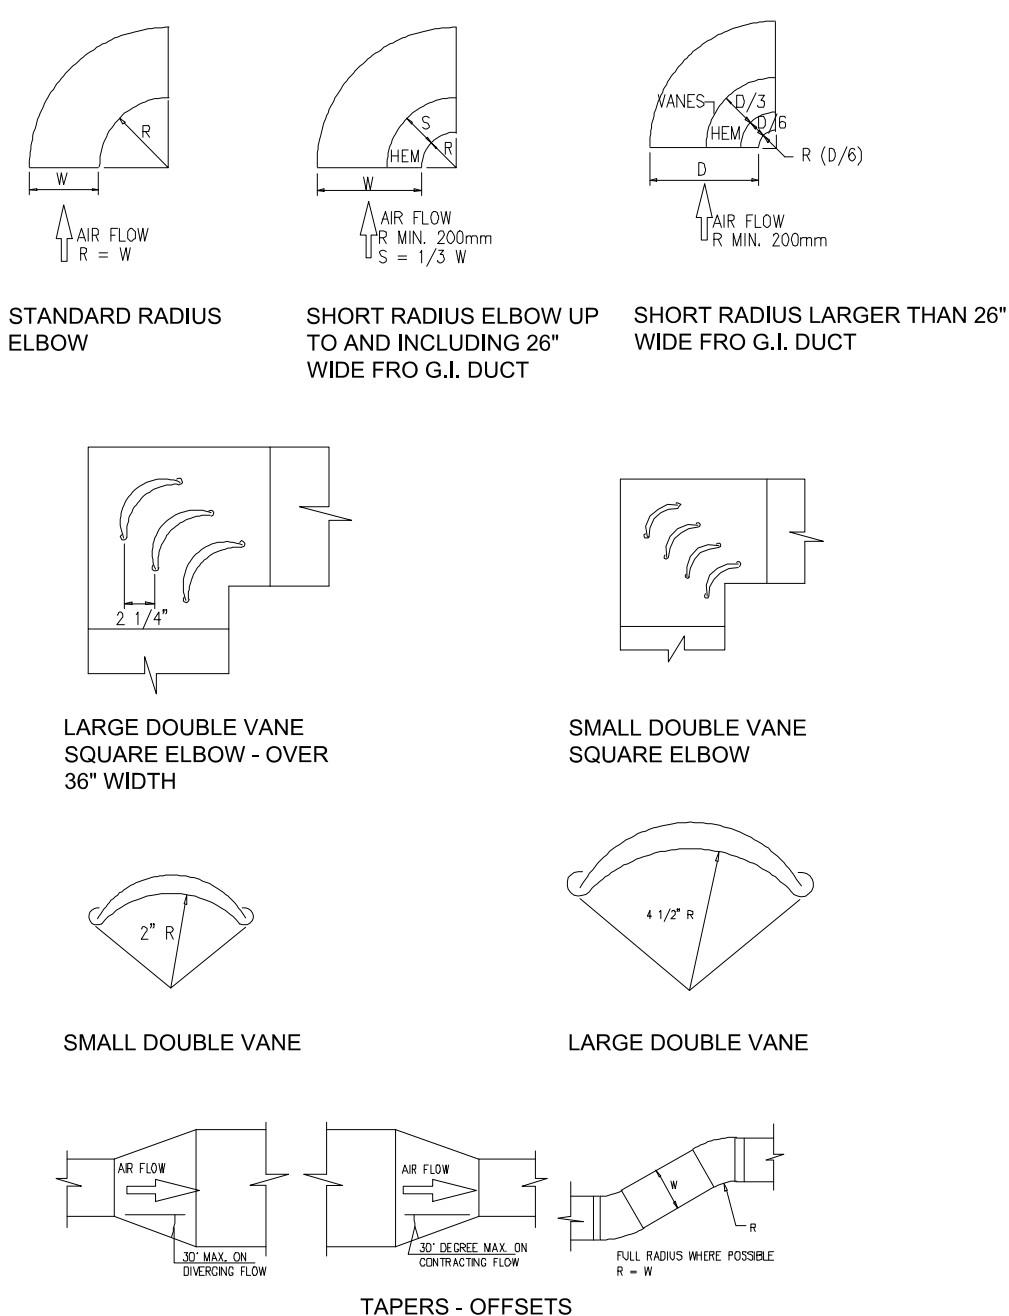 R
W
AIR FLOW
R = W
STANDARD RADIUS
ELBOW
S
HEM
R
W
AIR FLOW
R MIN. 200mm
S = 1/3 W
SHORT RADIUS ELBOW UP
TO AND INCLUDING 26"
WIDE FRO G.I. DUCT
VANES
D/3
D/6
HEM
R (D/6)
D
AIR FLOW
R MIN. 200mm
SHORT RADIUS LARGER THAN 26"
WIDE FRO G.I. DUCT
2 1/4"
LARGE DOUBLE VANE
SQUARE ELBOW - OVER
36" WIDTH
SMALL DOUBLE VANE
SQUARE ELBOW
2" R
SMALL DOUBLE VANE
4 1/2" R
LARGE DOUBLE VANE
AIR FLOW
30' MAX. ON
DIVERCING FLOW
AIR FLOW
30' DEGREE MAX. ON
CONTRACTING FLOW
W
R
FULL RADIUS WHERE POSSIBLE
R = W
TAPERS - OFFSETS